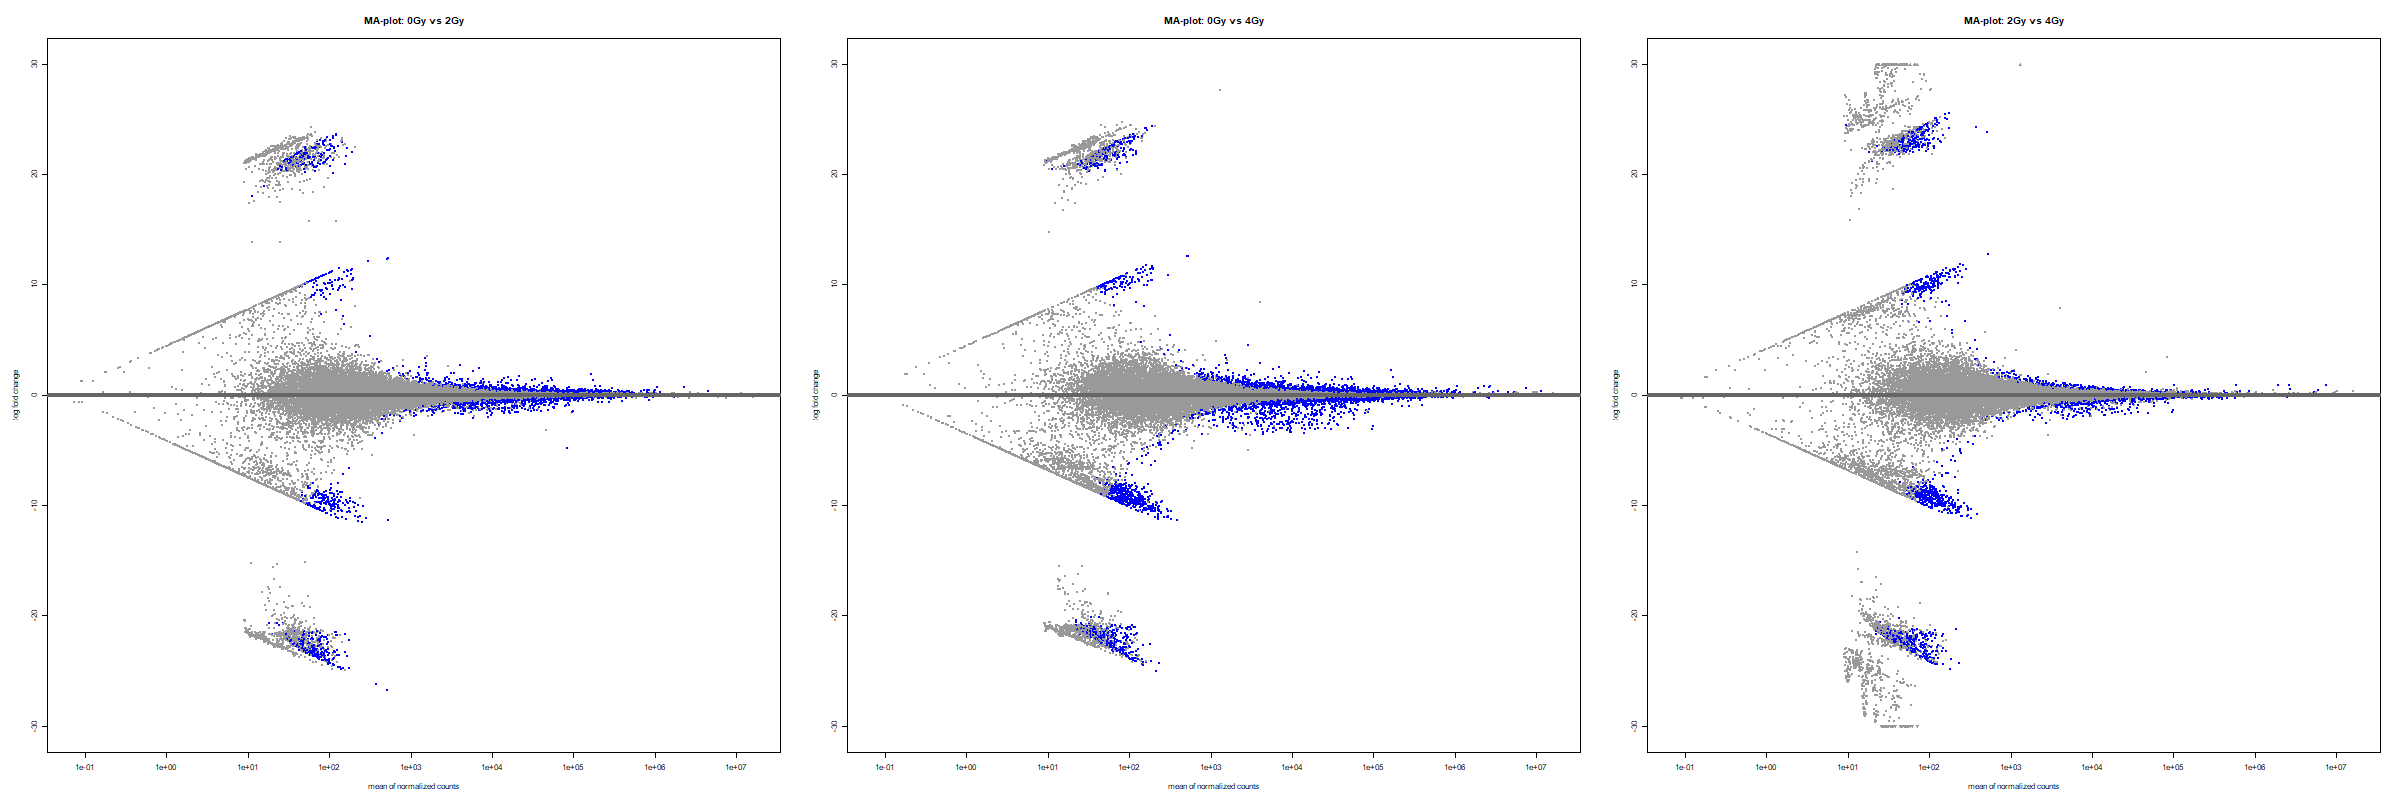 MA-plot: 0Gy vs 2Gy
30
20
10
0
-10
-20
-30
log fold change
1e-01 1e+00 1e+01 1e+02 1e+03 1e+04 1e+05 1e+06 1e+07
mean of normalized counts
MA-plot: 0Gy vs 4Gy
30
20
10
0
-10
-20
-30
log fold change
1e-01 1e+00 1e+01 1e+02 1e+03 1e+04 1e+05 1e+06 1e+07
mean of normalized counts
MA-plot: 2Gy vs 4Gy
30
20
10
0
-10
-20
-30
log fold change
1e-01 1e+00 1e+01 1e+02 1e+03 1e+04 1e+05 1e+06 1e+07
mean of normalized counts